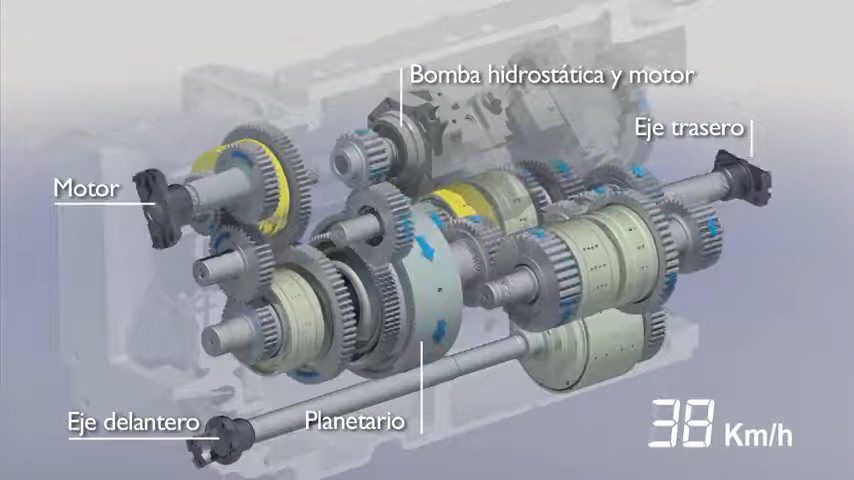 Bomba hidrostática y motor
Eje trasero
Motor
Eje delantero
Planetario
38 Km/h